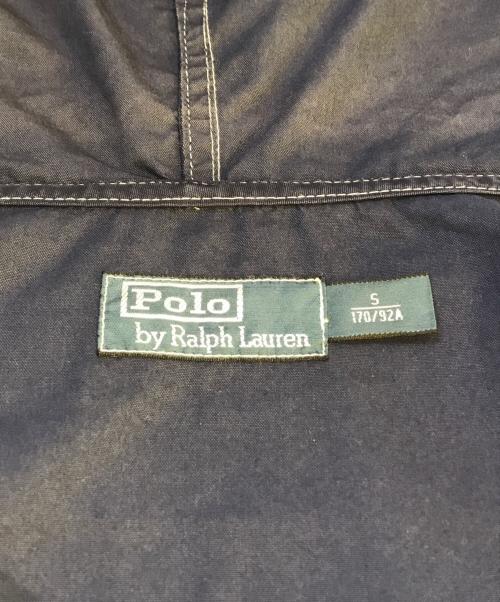 Polo
by Ralph Lauren
S
170/92A